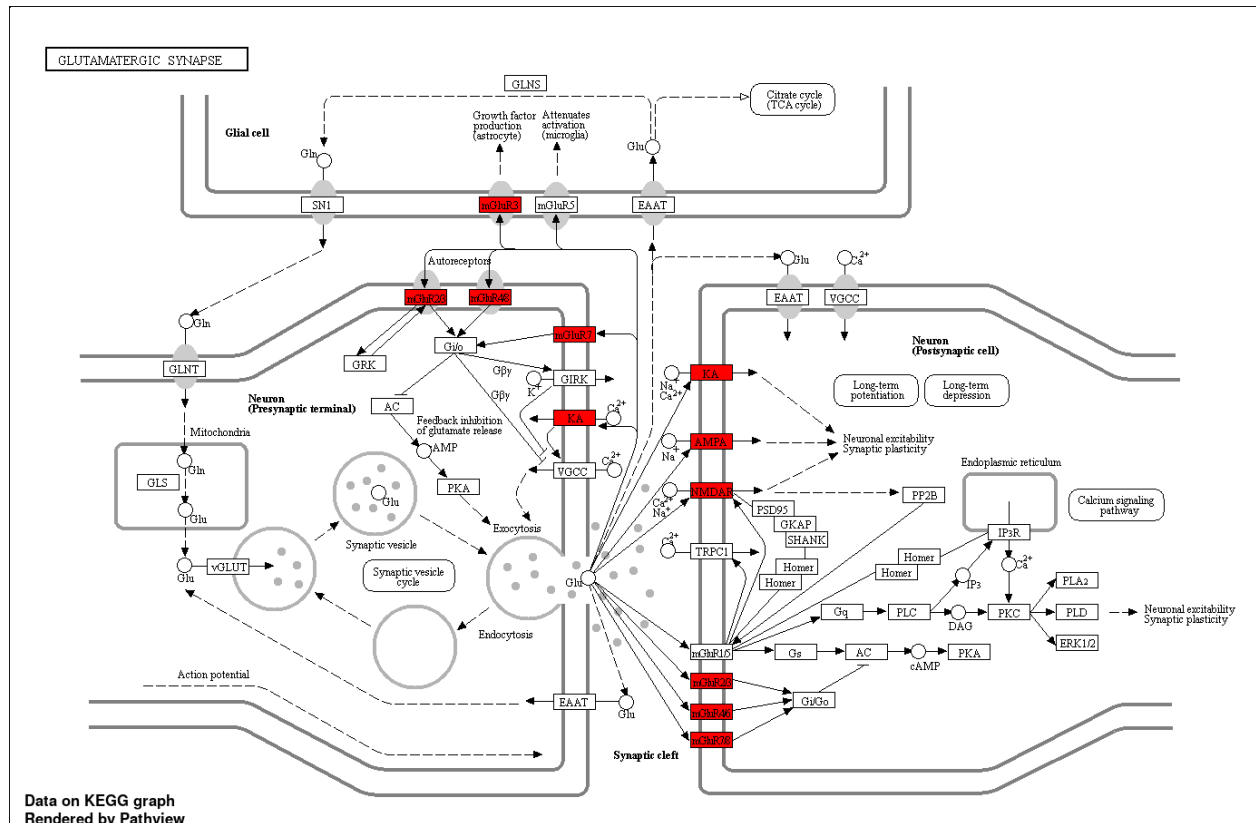 GLUTAMATERGIC SYNAPSE
GLNS
Citrate cycle
(TCA cycle)
Glial cell
Growth factor
production
(astrocyte)
Attenuates
activation
(microglia)
Gln
Glu
SN1
mGluR3
mGluR5
EAAT
Autoreceptors
Glu
Ca2+
mGluR2/3
mGluR4/8
EAAT
VGCC
Gln
GLNT
Gi/o
mGluR7
GRK
Neuron
(Postsynaptic cell)
Neuron
(Presynaptic terminal)
Gβγ
Gβγ
K+
GIRK
Na+
Ca2+
KA
Long-term
potentiation
Long-term
depression
AC
Feedback inhibition
of glutamate release
KA
Ca2+
Mitochondria
cAMP
Na+
AMPA
Neuronal excitability
Synaptic plasticity
Gln
GLS
Glu
PKA
VGCC
Ca2+
Endoplasmic reticulum
Glu
Ca2+
Na+
NMDAR
PP2B
PSD95
GKAP
SHANK
Calcium signaling
pathway
Exocytosis
Synaptic vesicle
IP3R
Ca2+
TRPC1
Homer
Homer
Homer
Ca2+
Glu
vGLUT
Synaptic vesicle
cycle
Glu
IP3
PLA2
Gq
PLC
DAG
PKC
PLD
Neuronal excitability
Synaptic plasticity
Endocytosis
ERK1/2
mGluR1/5
Gs
AC
cAMP
PKA
Action potential
mGluR2/3
EAAT
Glu
Gi/Go
Synaptic cleft
Data on KEGG graph
Rendered by Pathview